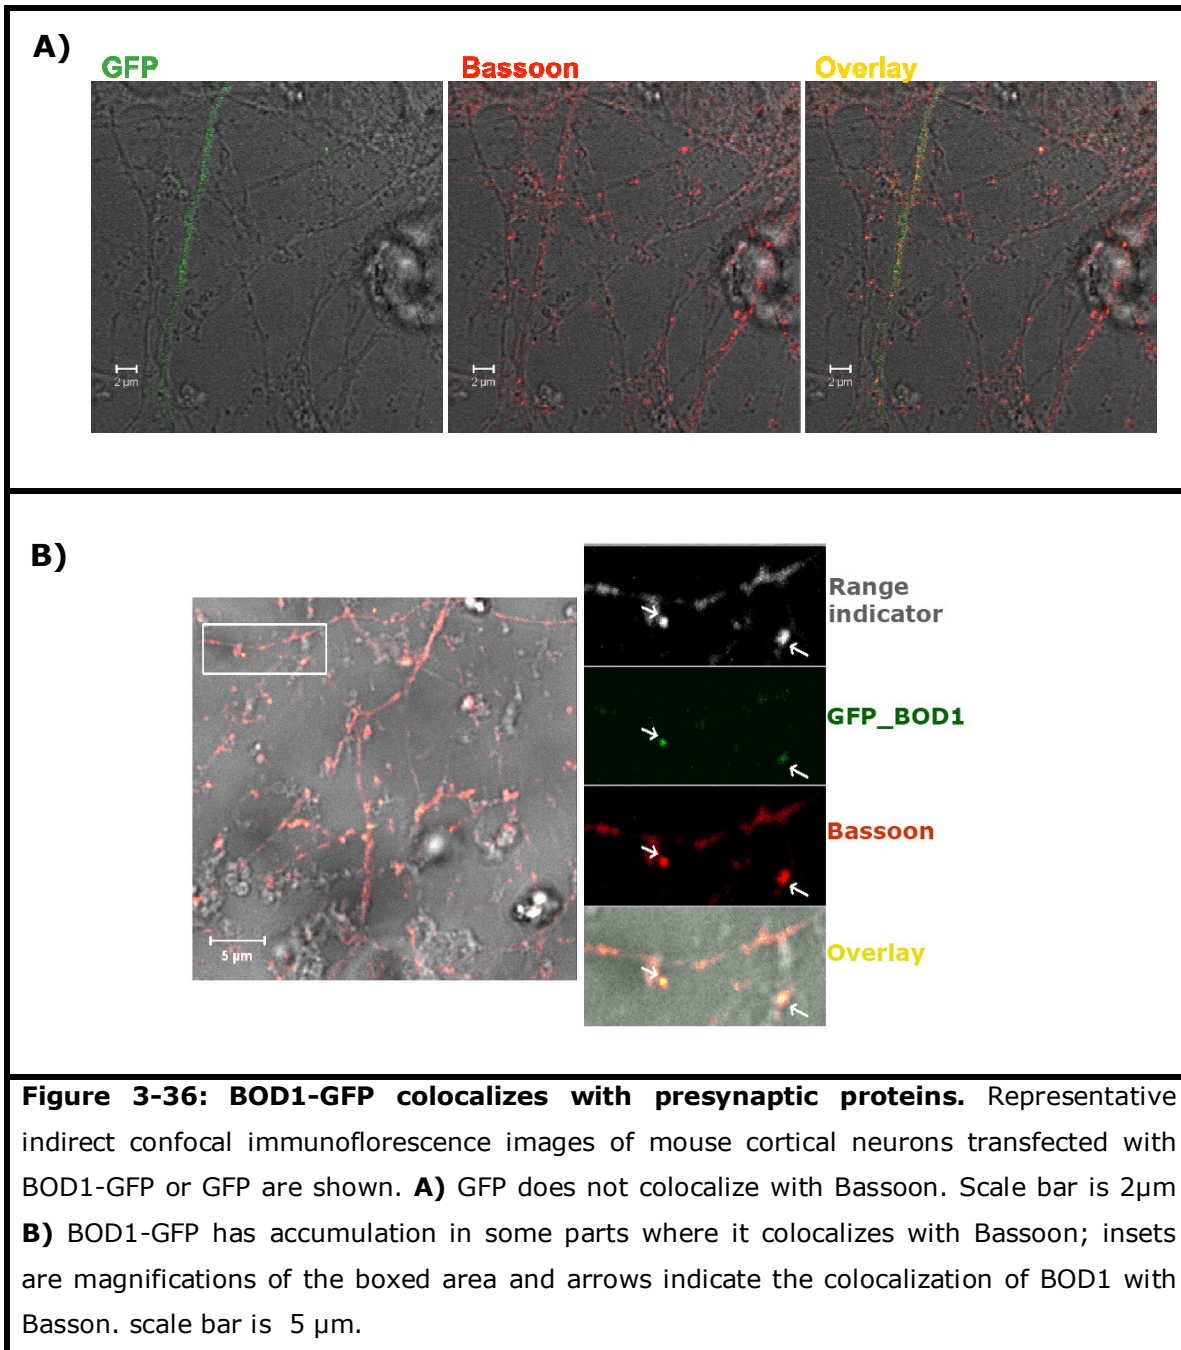 A)
GFP
Bassoon
Overlay
2 µm
2 µm
2 µm
B)
Range
indicator
GFP_BOD1
Bassoon
Overlay
5 µm
Figure 3-36: BOD1-GFP colocalizes with presynaptic proteins. Representative
indirect confocal immunoflorescence images of mouse cortical neurons transfected with
BOD1-GFP or GFP are shown. A) GFP does not colocalize with Bassoon. Scale bar is 2µm
B) BOD1-GFP has accumulation in some parts where it colocalizes with Bassoon; insets
are magnifications of the boxed area and arrows indicate the colocalization of BOD1 with
Basson. scale bar is 5 µm.